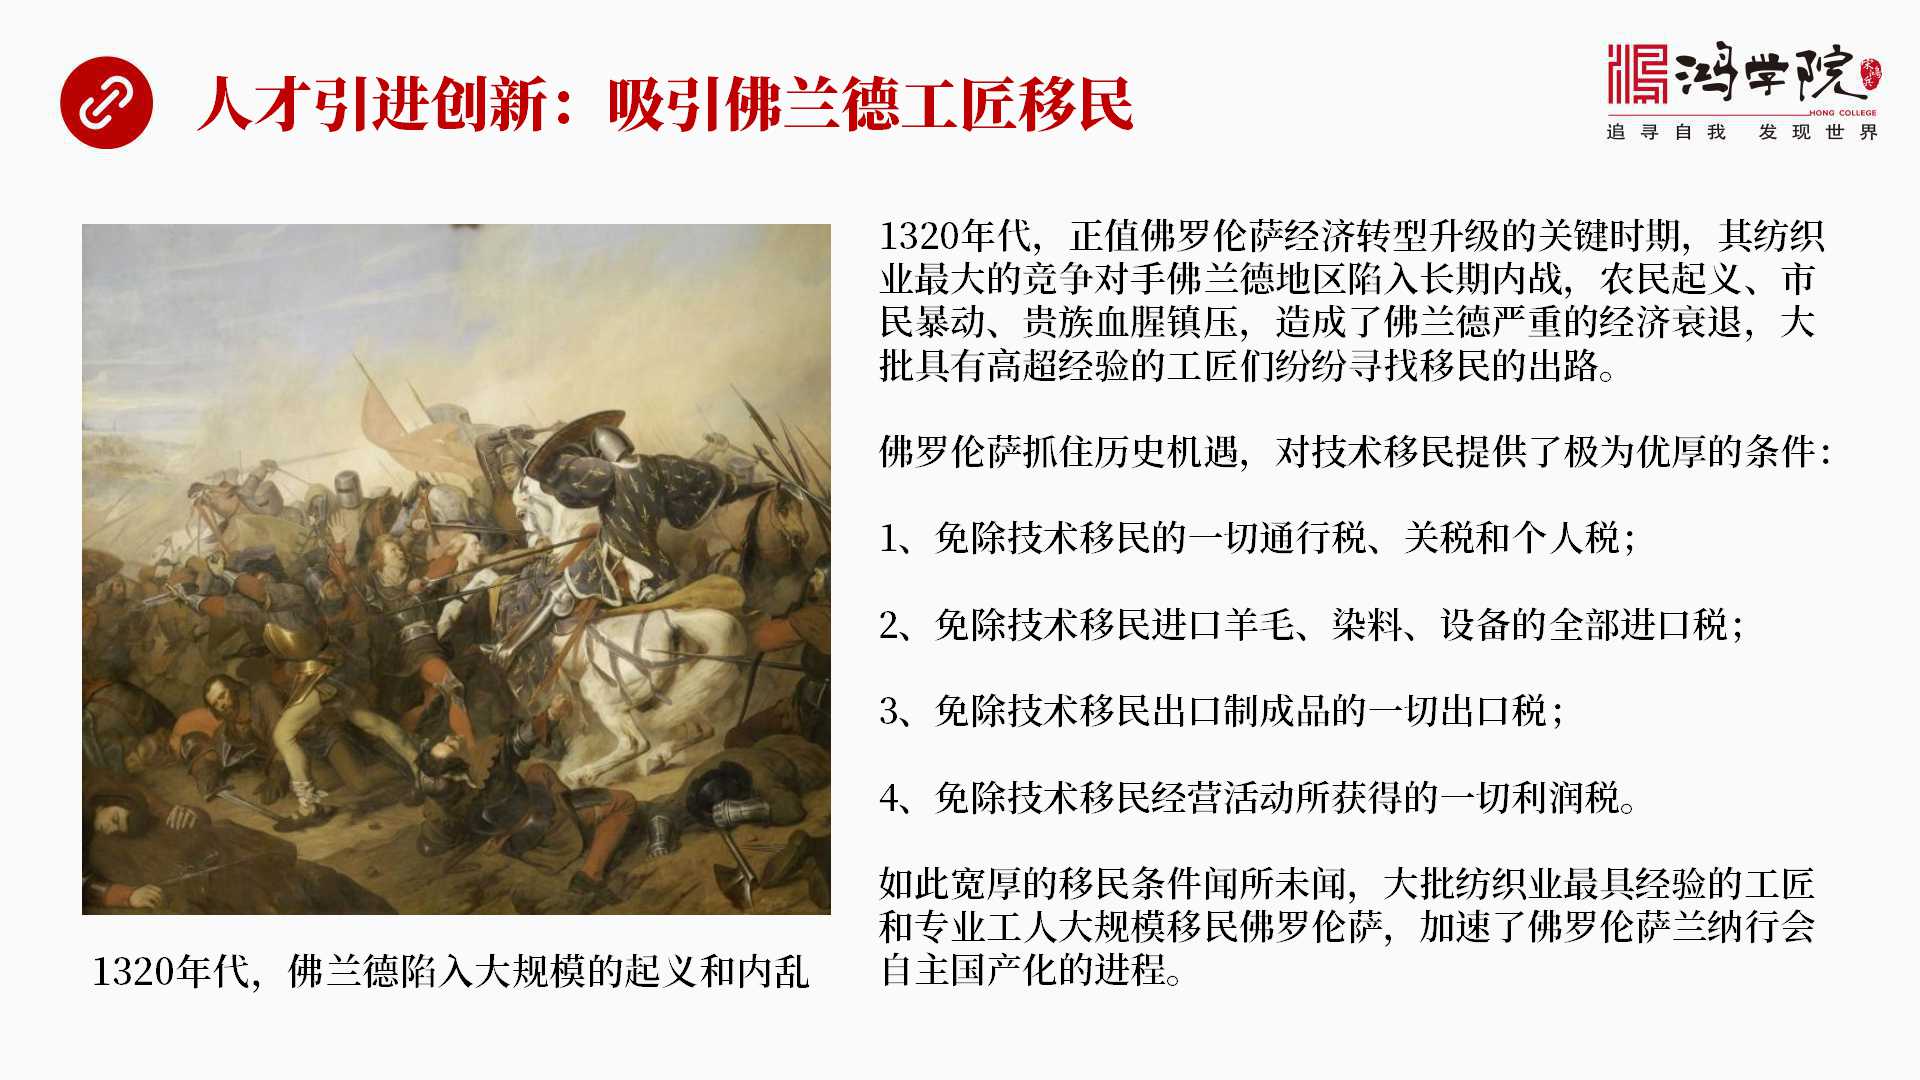 人才引进创新：吸引佛兰德工匠移民
鸿学院
宋鸿兵
HONG COLLEGE
追寻自我 发现世界
1320年代，正值佛罗伦萨经济转型升级的关键时期，其纺织
业最大的竞争对手佛兰德地区陷入长期内战，农民起义、市
民暴动、贵族血腥镇压，造成了佛兰德严重的经济衰退，大
批具有高超经验的工匠们纷纷寻找移民的出路。
佛罗伦萨抓住历史机遇，对技术移民提供了极为优厚的条件：
1、免除技术移民的一切通行税、关税和个人税；
2、免除技术移民进口羊毛、染料、设备的全部进口税；
3、免除技术移民出口制成品的一切出口税；
4、免除技术移民经营活动所获得的一切利润税。
如此宽厚的移民条件闻所未闻，大批纺织业最具经验的工匠
和专业工人大规模移民佛罗伦萨，加速了佛罗伦萨兰纳行会
自主国产化的进程。
1320年代，佛兰德陷入大规模的起义和内乱